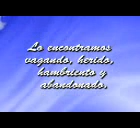 Lo encontramos
vagando, herido,
hambriento y
abandonado.